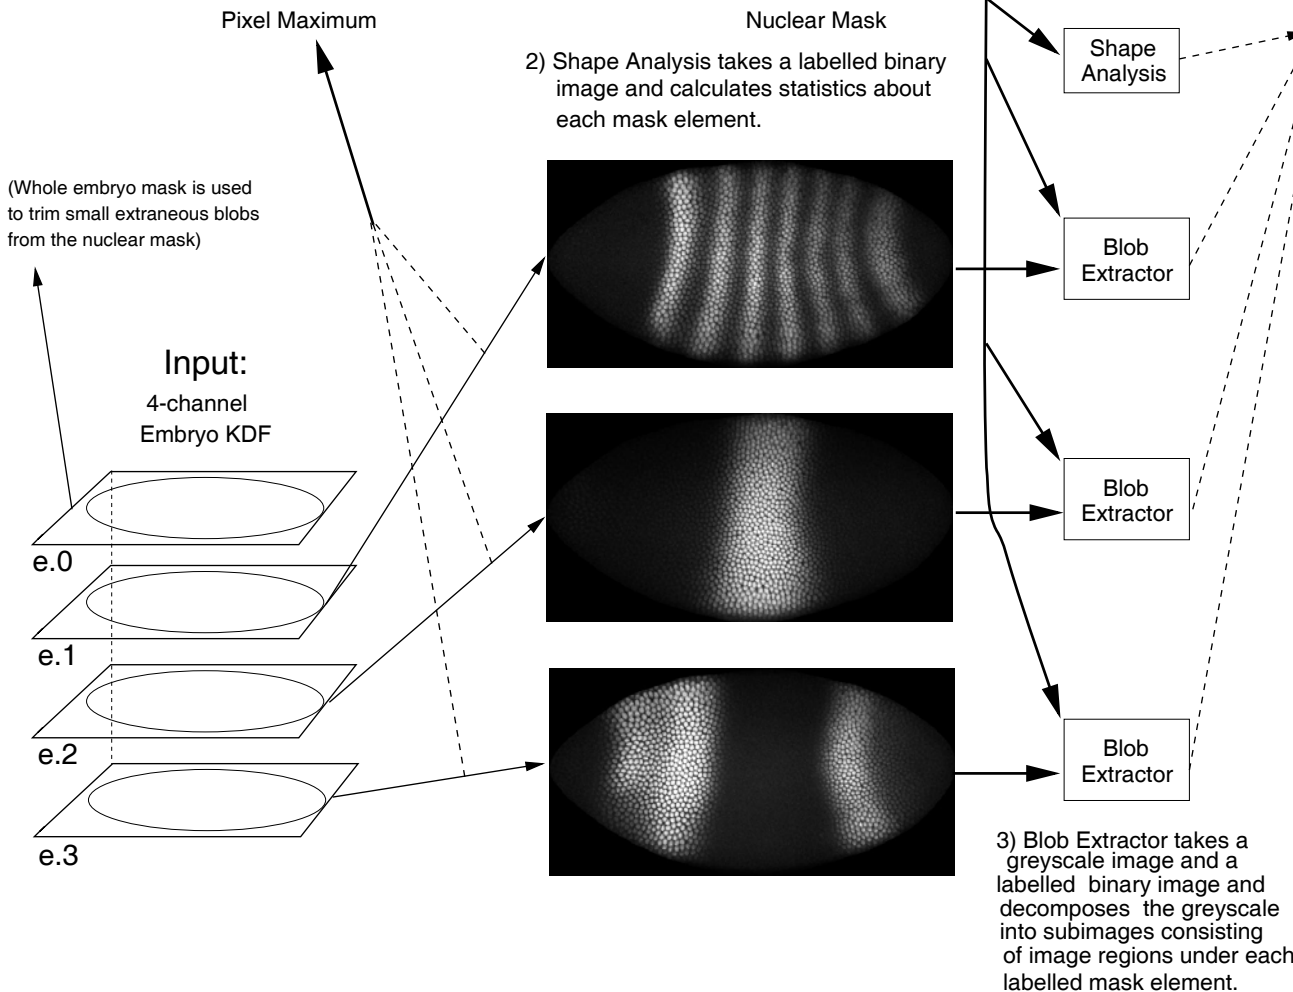 Pixel Maximum
Nuclear Mask
2) Shape Analysis takes a labelled binary
image and calculates statistics about
each mask element.
Shape
Analysis
(Whole embryo mask is used
to trim small extraneous blobs
from the nuclear mask)
Blob
Extractor
Input:
4-channel
Embryo KDF
e.0
e.1
e.2
e.3
Blob
Extractor
Blob
Extractor
3) Blob Extractor takes a
greyscale image and a
labelled binary image and
decomposes the greyscale
into subimages consisting
of image regions under each
labelled mask element.